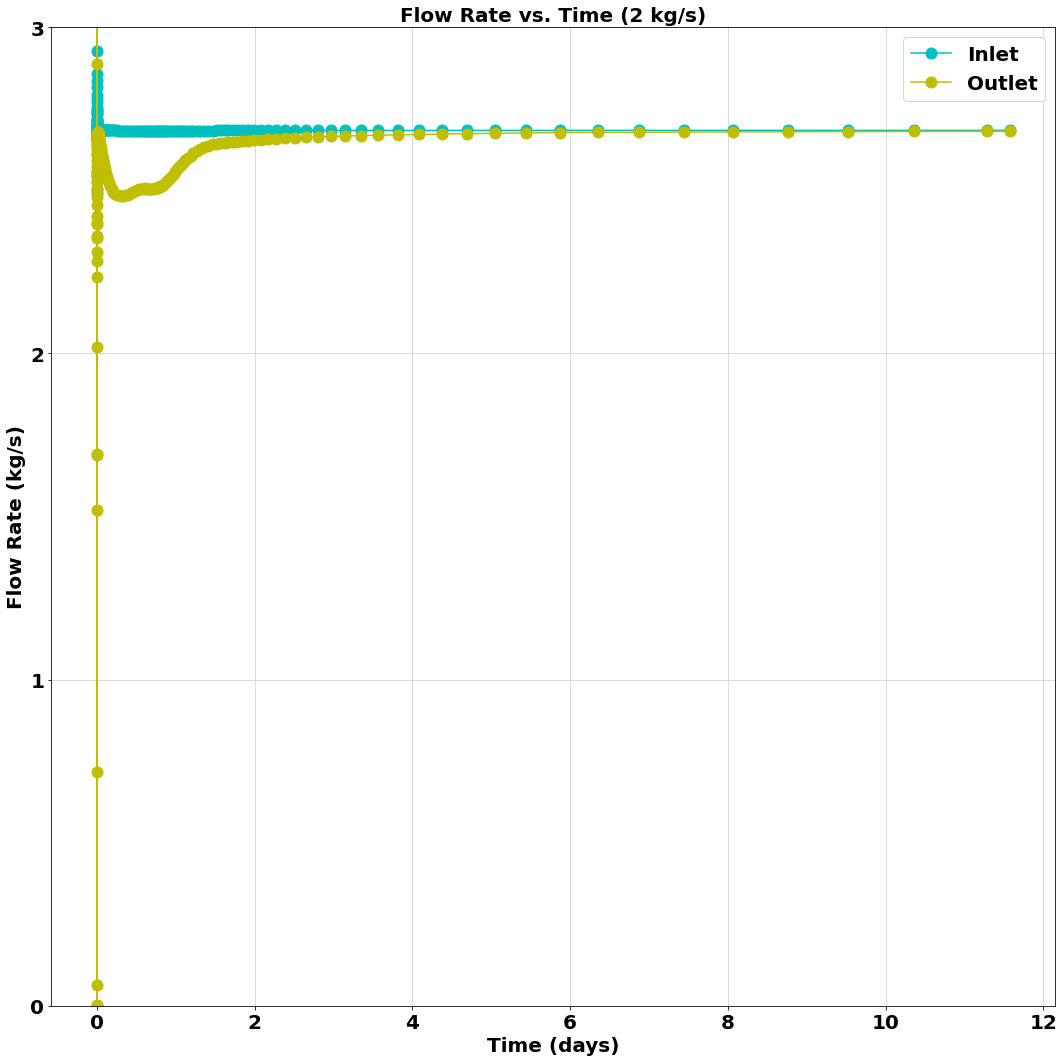 Flow Rate vs. Time (2 kg/s)
Inlet
Outlet
Flow Rate (kg/s)
3
2
1
0
0 2 4 6 8 10 12
Time (days)